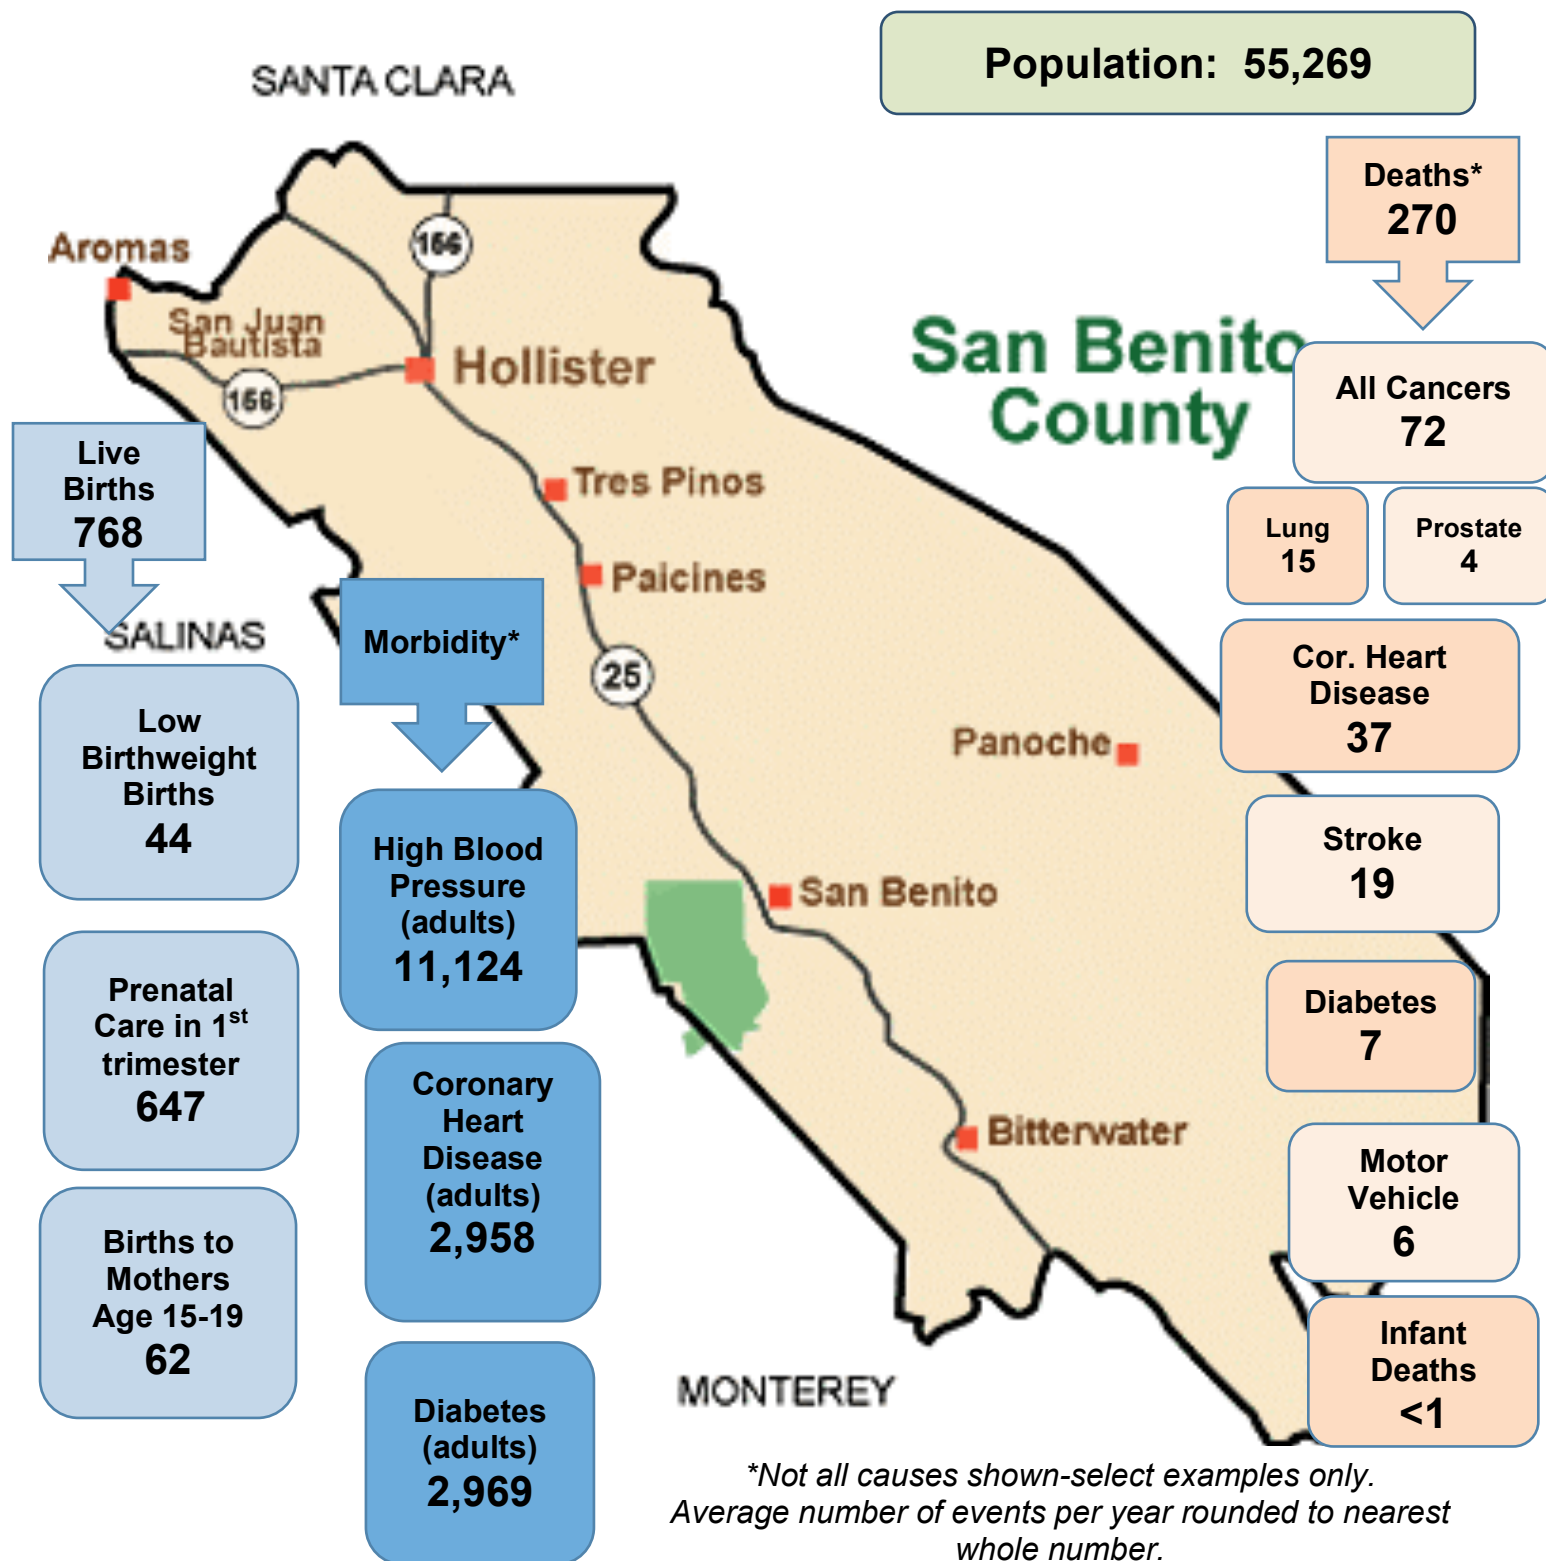 Population: 55,269
SANTA CLARA
Deaths*
270
Aromas
156
San Juan
Bautista
Hollister
156
San Benito
County
All Cancers
72
Lung
15
Prostate
4
Live
Births
768
Tres Pinos
Paicines
SALINAS
Morbidity*
25
Cor. Heart
Disease
37
Low
Birthweight
Births
44
Panoche
High Blood
Pressure
(adults)
11,124
San Benito
Stroke
19
Prenatal
Care in 1st
trimester
647
Diabetes
7
Coronary
Heart
Disease
(adults)
2,958
Bitterwater
Motor
Vehicle
6
Births to
Mothers
Age 15-19
62
Infant
Deaths
<1
MONTEREY
Diabetes
(adults)
2,969
*Not all causes shown-select examples only.
Average number of events per year rounded to nearest
whole number.